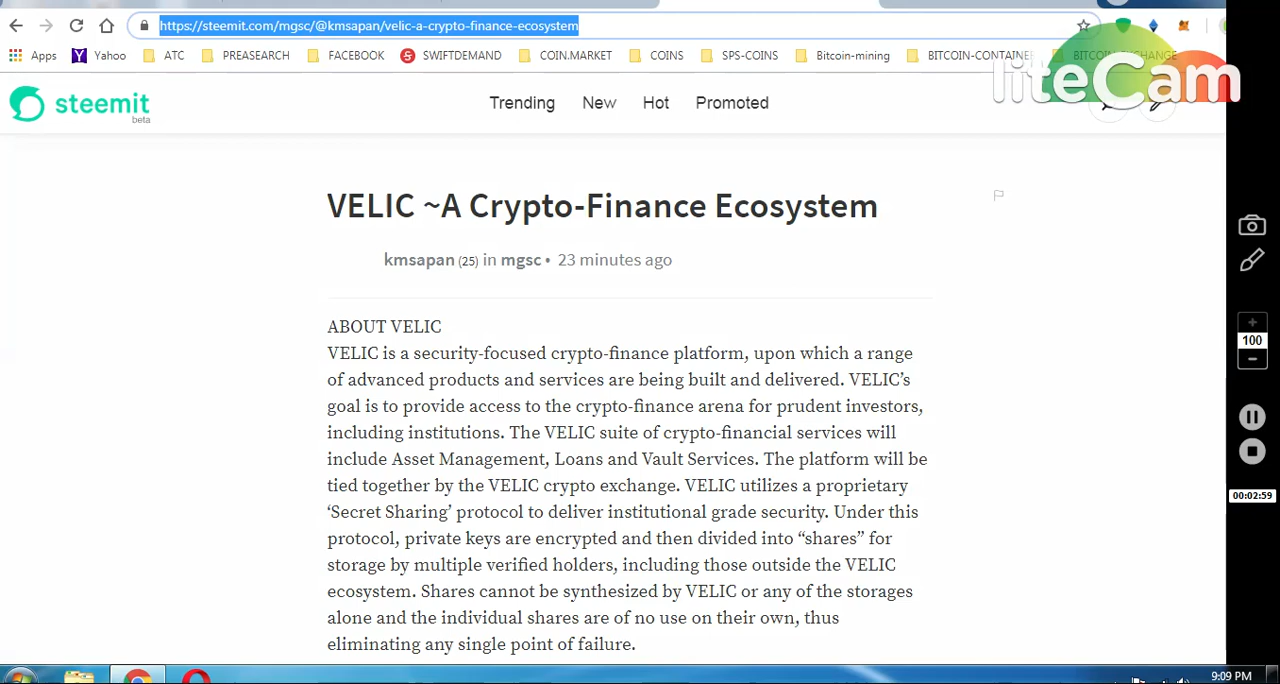 https://steemit.com/mgsc/@kmsapan/velic-a-crypto-finance-ecosystem
Apps Yahoo ATC PREASEARCH FACEBOOK SWIFTDEMAND COIN.MARKET COINS SPS-COINS Bitcoin-mining BITCOIN-CONTAINE BITCOIN-EXCHANGE
liteCam
steemit
beta
Trending New Hot Promoted
VELIC ~A Crypto-Finance Ecosystem
kmsapan (25) in mgsc • 23 minutes ago
ABOUT VELIC
VELIC is a security-focused crypto-finance platform, upon which a range
of advanced products and services are being built and delivered. VELIC’s
goal is to provide access to the crypto-finance arena for prudent investors,
including institutions. The VELIC suite of crypto-financial services will
include Asset Management, Loans and Vault Services. The platform will be
tied together by the VELIC crypto exchange. VELIC utilizes a proprietary
‘Secret Sharing’ protocol to deliver institutional grade security. Under this
protocol, private keys are encrypted and then divided into “shares” for
storage by multiple verified holders, including those outside the VELIC
ecosystem. Shares cannot be synthesized by VELIC or any of the storages
alone and the individual shares are of no use on their own, thus
eliminating any single point of failure.
100
00:02:59
9:09 PM